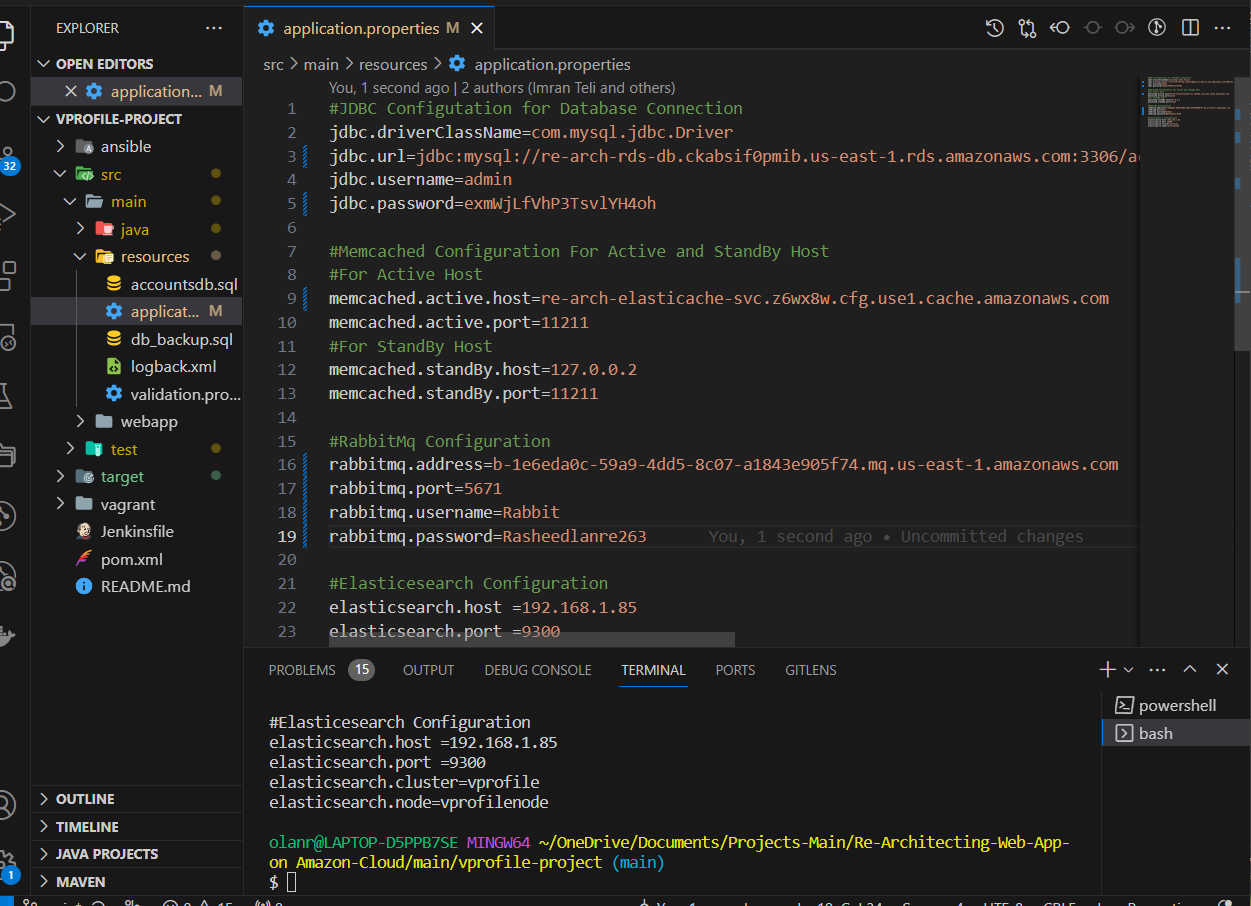 EXPLORER
OPEN EDITORS
application... M
VPROFILE-PROJECT
ansible
src
main
java
resources
accountsdb.sql
applicat... M
db_backup.sql
logback.xml
validation.pro...
webapp
test
target
vagrant
Jenkinsfile
pom.xml
README.md
OUTLINE
TIMELINE
JAVA PROJECTS
MAVEN
32
1
application.properties M
src > main > resources > application.properties
You, 1 second ago | 2 authors (Imran Teli and others)
1 #JDBC Configutation for Database Connection
2 jdbc.driverClassName=com.mysql.jdbc.Driver
3 jdbc.url=jdbc:mysql://re-arch-rds-db.ckabsif0pmib.us-east-1.rds.amazonaws.com:3306/a
4 jdbc.username=admin
5 jdbc.password=exmWjLfVhP3TsvlYH4oh
6
7 #Memcached Configuration For Active and StandBy Host
8 #For Active Host
9 memcached.active.host=re-arch-elasticache-svc.z6wx8w.cfg.use1.cache.amazonaws.com
10 memcached.active.port=11211
11 #For StandBy Host
12 memcached.standBy.host=127.0.0.2
13 memcached.standBy.port=11211
14
15 #RabbitMq Configuration
16 rabbitmq.address=b-1e6eda0c-59a9-4dd5-8c07-a1843e905f74.mq.us-east-1.amazonaws.com
17 rabbitmq.port=5671
18 rabbitmq.username=Rabbit
19 rabbitmq.password=Rasheedlanre263 You, 1 second ago • Uncommitted changes
20
21 #Elasticesearch Configuration
22 elasticsearch.host =192.168.1.85
23 elasticsearch.port =9300
PROBLEMS 15 OUTPUT DEBUG CONSOLE TERMINAL PORTS GITLENS
powershell
bash
#Elasticesearch Configuration
elasticsearch.host =192.168.1.85
elasticsearch.port =9300
elasticsearch.cluster=vprofile
elasticsearch.node=vprofilenode
olanr@LAPTOP-D5PPB7SE MINGW64 ~/OneDrive/Documents/Projects-Main/Re-Architecting-Web-App-
on_Amazon-Cloud/main/vprofile-project (main)
$